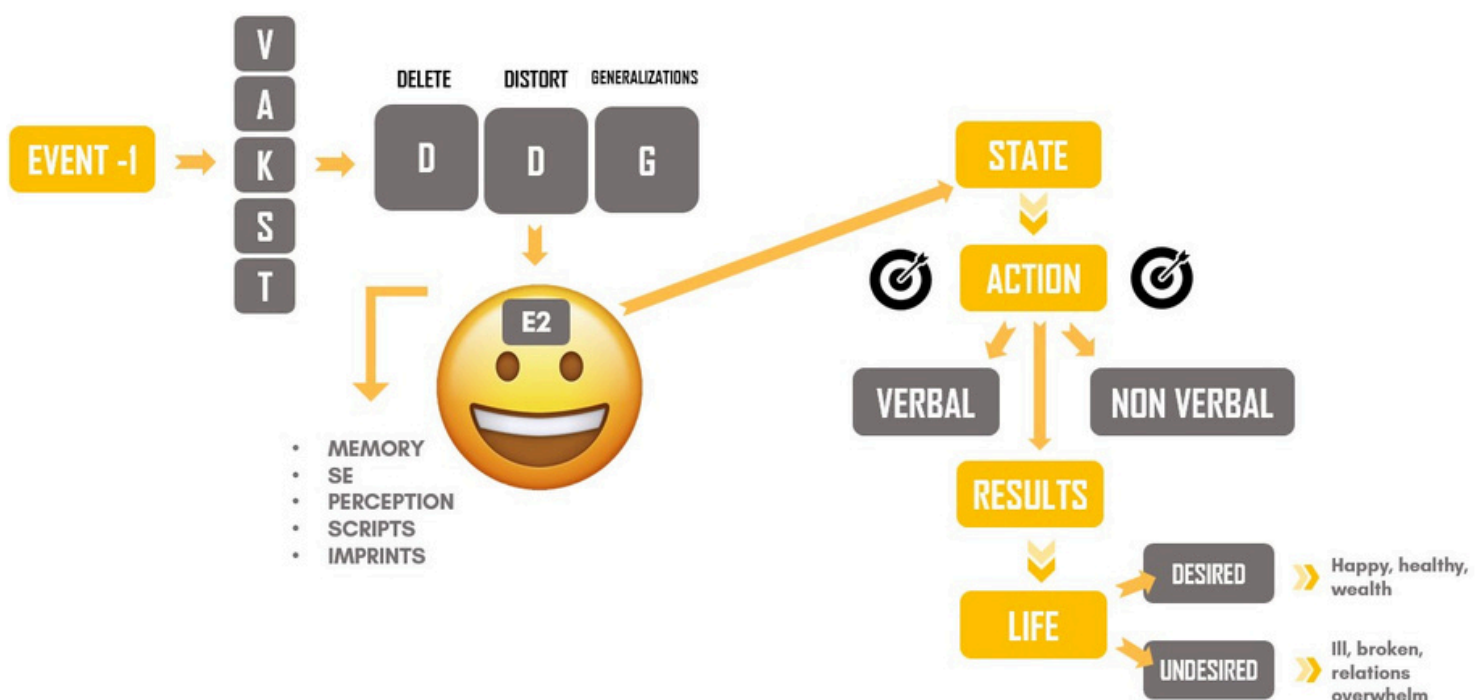 EVENT -1
V
A
K
S
T
DELETE
DISTORT
GENERALIZATIONS
D
D
G
E2
• MEMORY
• SE
• PERCEPTION
• SCRIPTS
• IMPRINTS
STATE
ACTION
VERBAL
NON VERBAL
RESULTS
LIFE
DESIRED
Happy, healthy,
wealth
UNDESIRED
Ill, broken,
relations
overwhelm